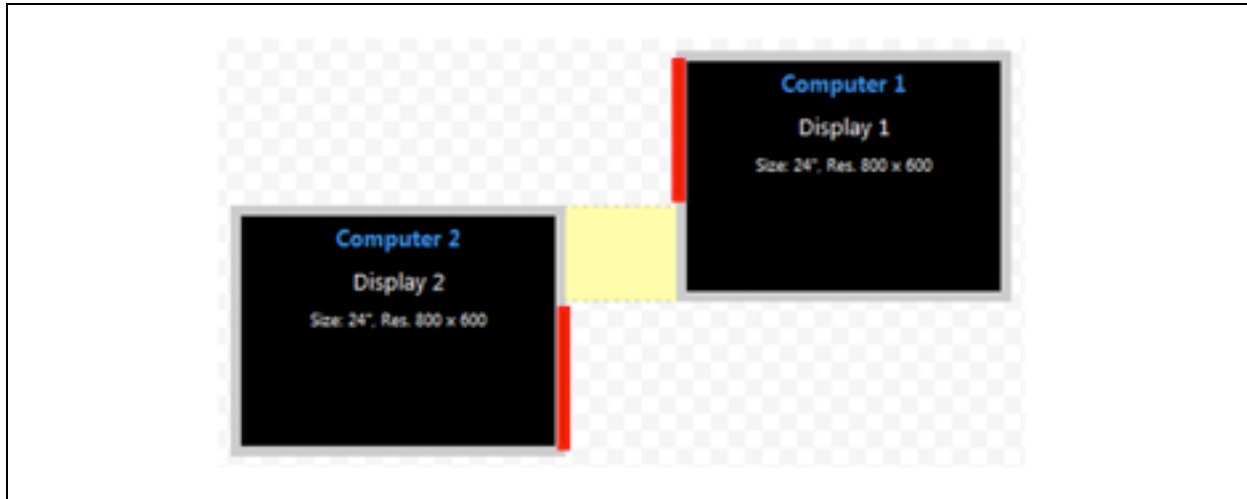 Computer 1
Display 1
Size: 24", Res. 800 x 600
Computer 2
Display 2
Size: 24", Res. 800 x 600